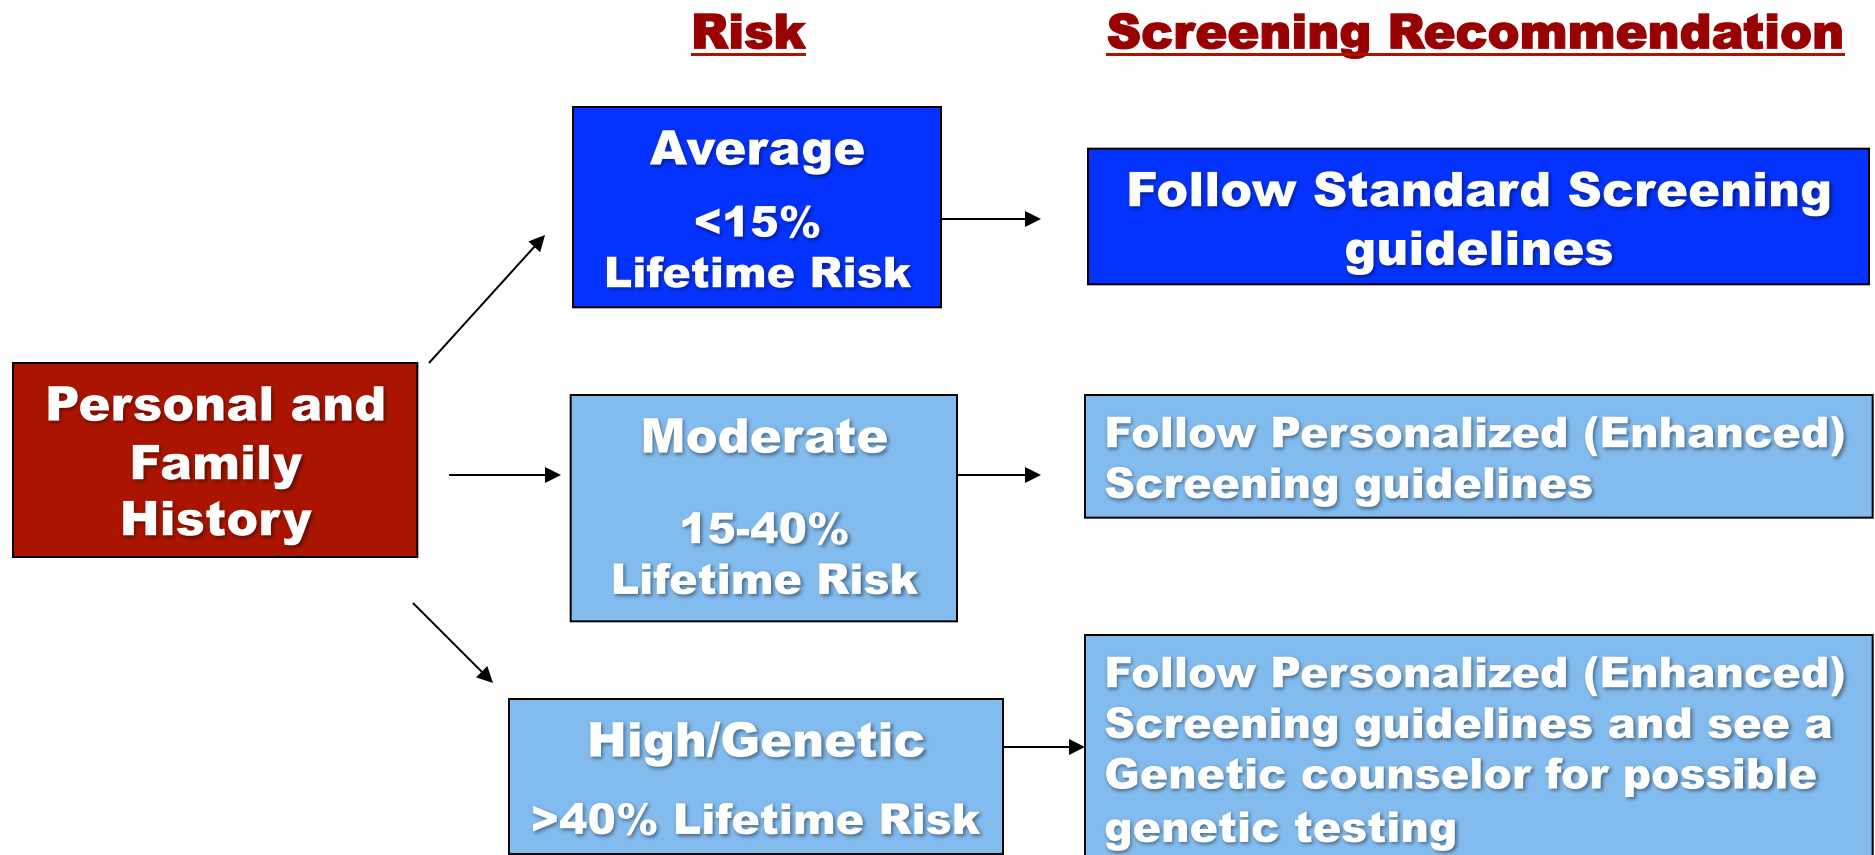 Risk
Screening Recommendation
Average
<15%
Lifetime Risk
Follow Standard Screening
guidelines
Personal and
Family
History
Moderate
15-40%
Lifetime Risk
Follow Personalized (Enhanced)
Screening guidelines
High/Genetic
>40% Lifetime Risk
Follow Personalized (Enhanced)
Screening guidelines and see a
Genetic counselor for possible
genetic testing